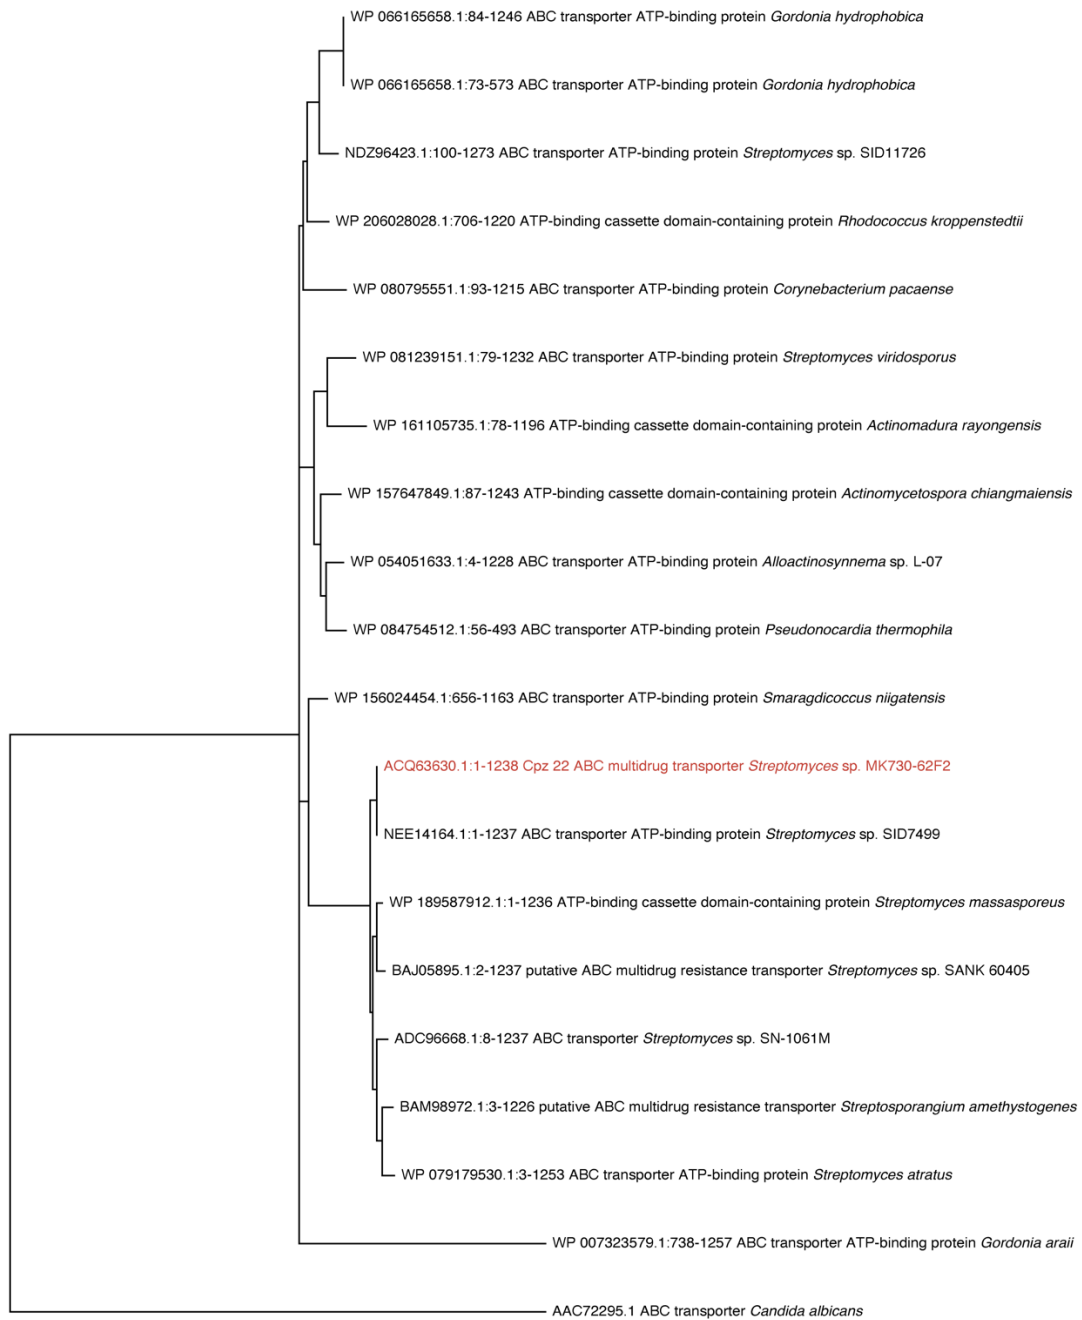 WP 066165658.1:84-1246 ABC transporter ATP-binding protein Gordonia hydrophobica
WP 066165658.1:73-573 ABC transporter ATP-binding protein Gordonia hydrophobica
NDZ96423.1:100-1273 ABC transporter ATP-binding protein Streptomyces sp. SID11726
WP 206028028.1:706-1220 ATP-binding cassette domain-containing protein Rhodococcus kroppenstedtii
WP 080795551.1:93-1215 ABC transporter ATP-binding protein Corynebacterium pacaense
WP 081239151.1:79-1232 ABC transporter ATP-binding protein Streptomyces viridosporus
WP 161105735.1:78-1196 ATP-binding cassette domain-containing protein Actinomadura rayongensis
WP 157647849.1:87-1243 ATP-binding cassette domain-containing protein Actinomycetospora chiangmaiensis
WP 054051633.1:4-1228 ABC transporter ATP-binding protein Alloactinosynnema sp. L-07
WP 084754512.1:56-493 ABC transporter ATP-binding protein Pseudonocardia thermophila
WP 156024454.1:656-1163 ABC transporter ATP-binding protein Smaragdicoccus niigatensis
ACQ63630.1:1-1238 Cpz 22 ABC multidrug transporter Streptomyces sp. MK730-62F2
NEE14164.1:1-1237 ABC transporter ATP-binding protein Streptomyces sp. SID7499
WP 189587912.1:1-1236 ATP-binding cassette domain-containing protein Streptomyces massasporeus
BAJ05895.1:2-1237 putative ABC multidrug resistance transporter Streptomyces sp. SANK 60405
ADC96668.1:8-1237 ABC transporter Streptomyces sp. SN-1061M
BAM98972.1:3-1226 putative ABC multidrug resistance transporter Streptosporangium amethystogenes
WP 079179530.1:3-1253 ABC transporter ATP-binding protein Streptomyces atratus
WP 007323579.1:738-1257 ABC transporter ATP-binding protein Gordonia araii
AAC72295.1 ABC transporter Candida albicans